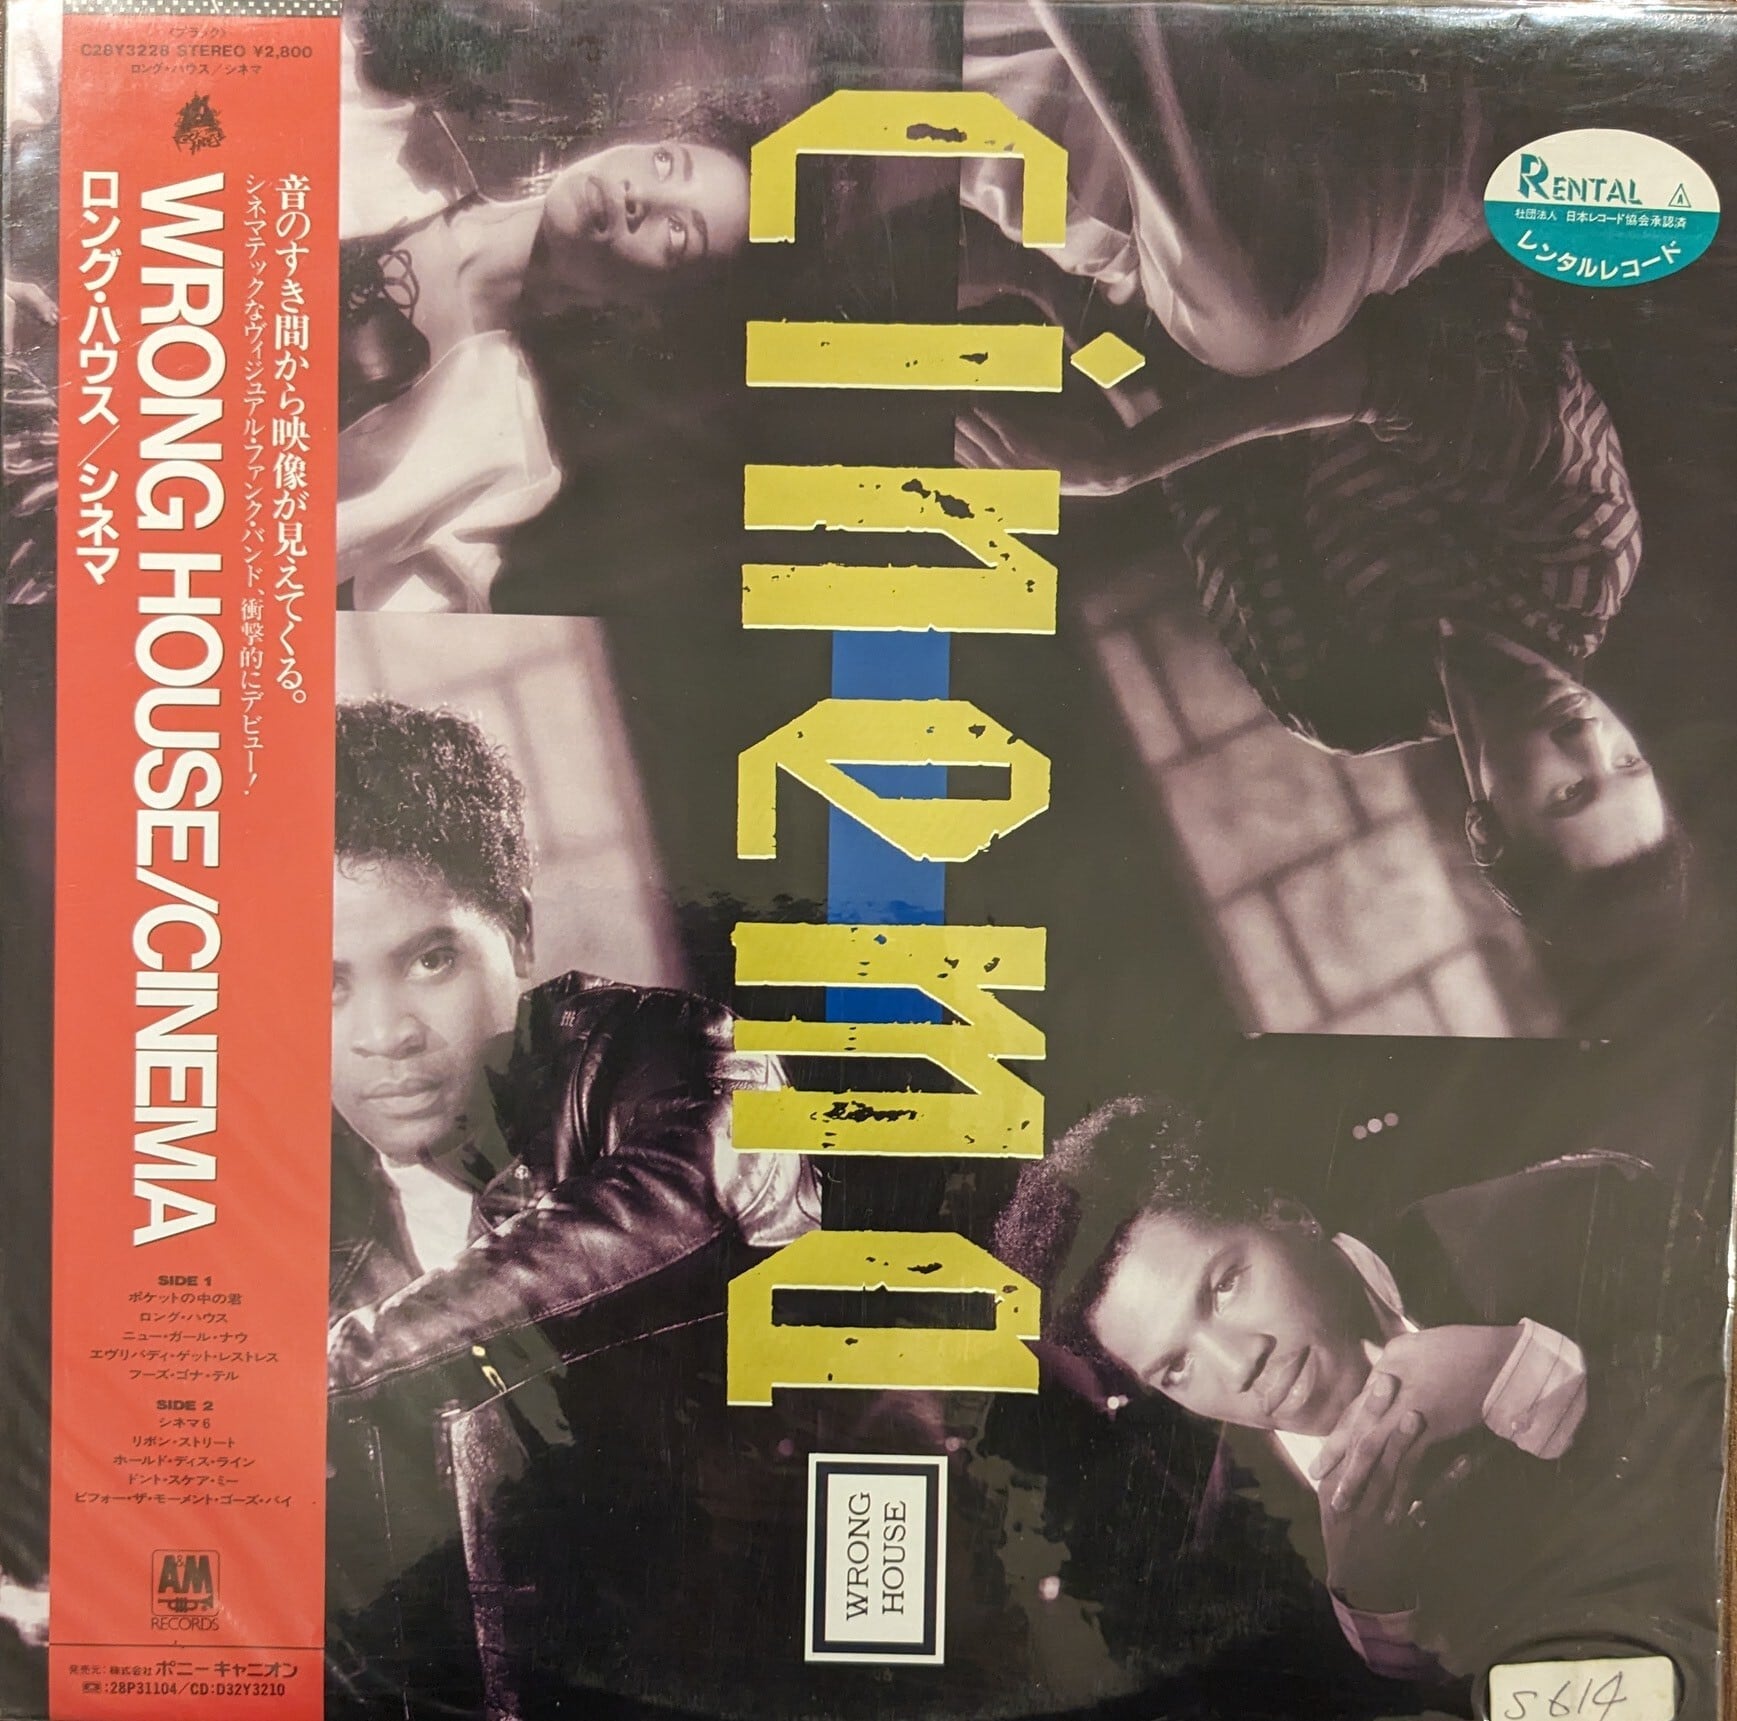 〈ブラック〉
C28Y3228 STEREO ¥2,800
ロング・ハウス／シネマ
音のすき間から映像が見えてくる。
シネマテックなヴィジュアル・ファンク・バンド、衝撃的にデビュー!
WRONG HOUSE/CINEMA
ロング・ハウス／シネマ
SIDE 1
ポケットの中の君
ロング・ハウス
ニュー・ガール・ナウ
エヴリバディ・ゲット・レストレス
フーズ・ゴナ・テル
SIDE 2
シネマ6
リボン・ストリート
ホールド・ディス・ライン
ドント・スケア・ミー
ビフォー・ザ・モーメント・ゴーズ・バイ
A&M
RECORDS
発売元:株式会社 ポニーキャニオン
:28P31104/CD:D32Y3210
cinema
WRONG
HOUSE
RENTAL
社団法人 日本レコード協会承認済
レンタルレコード
S614